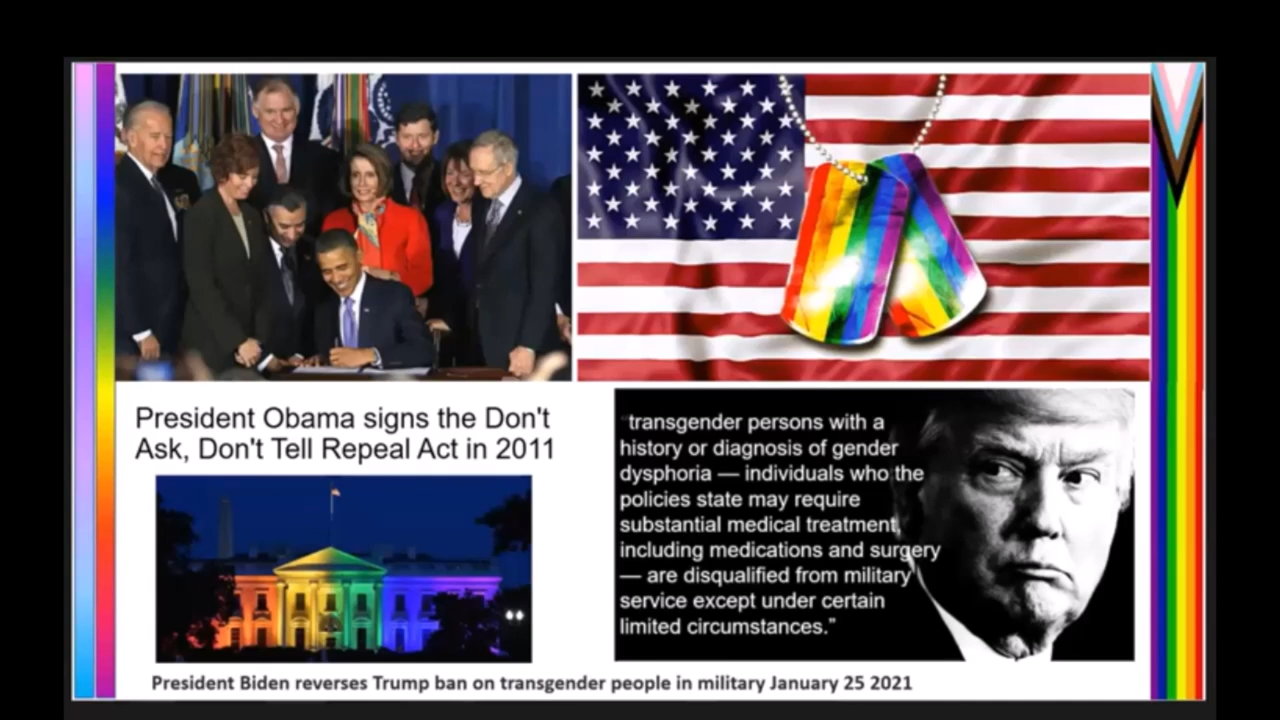 President Obama signs the Don't
Ask, Don't Tell Repeal Act in 2011
"transgender persons with a
history or diagnosis of gender
dysphoria — individuals who the
policies state may require
substantial medical treatment,
including medications and surgery
— are disqualified from military
service except under certain
limited circumstances."
President Biden reverses Trump ban on transgender people in military January 25 2021